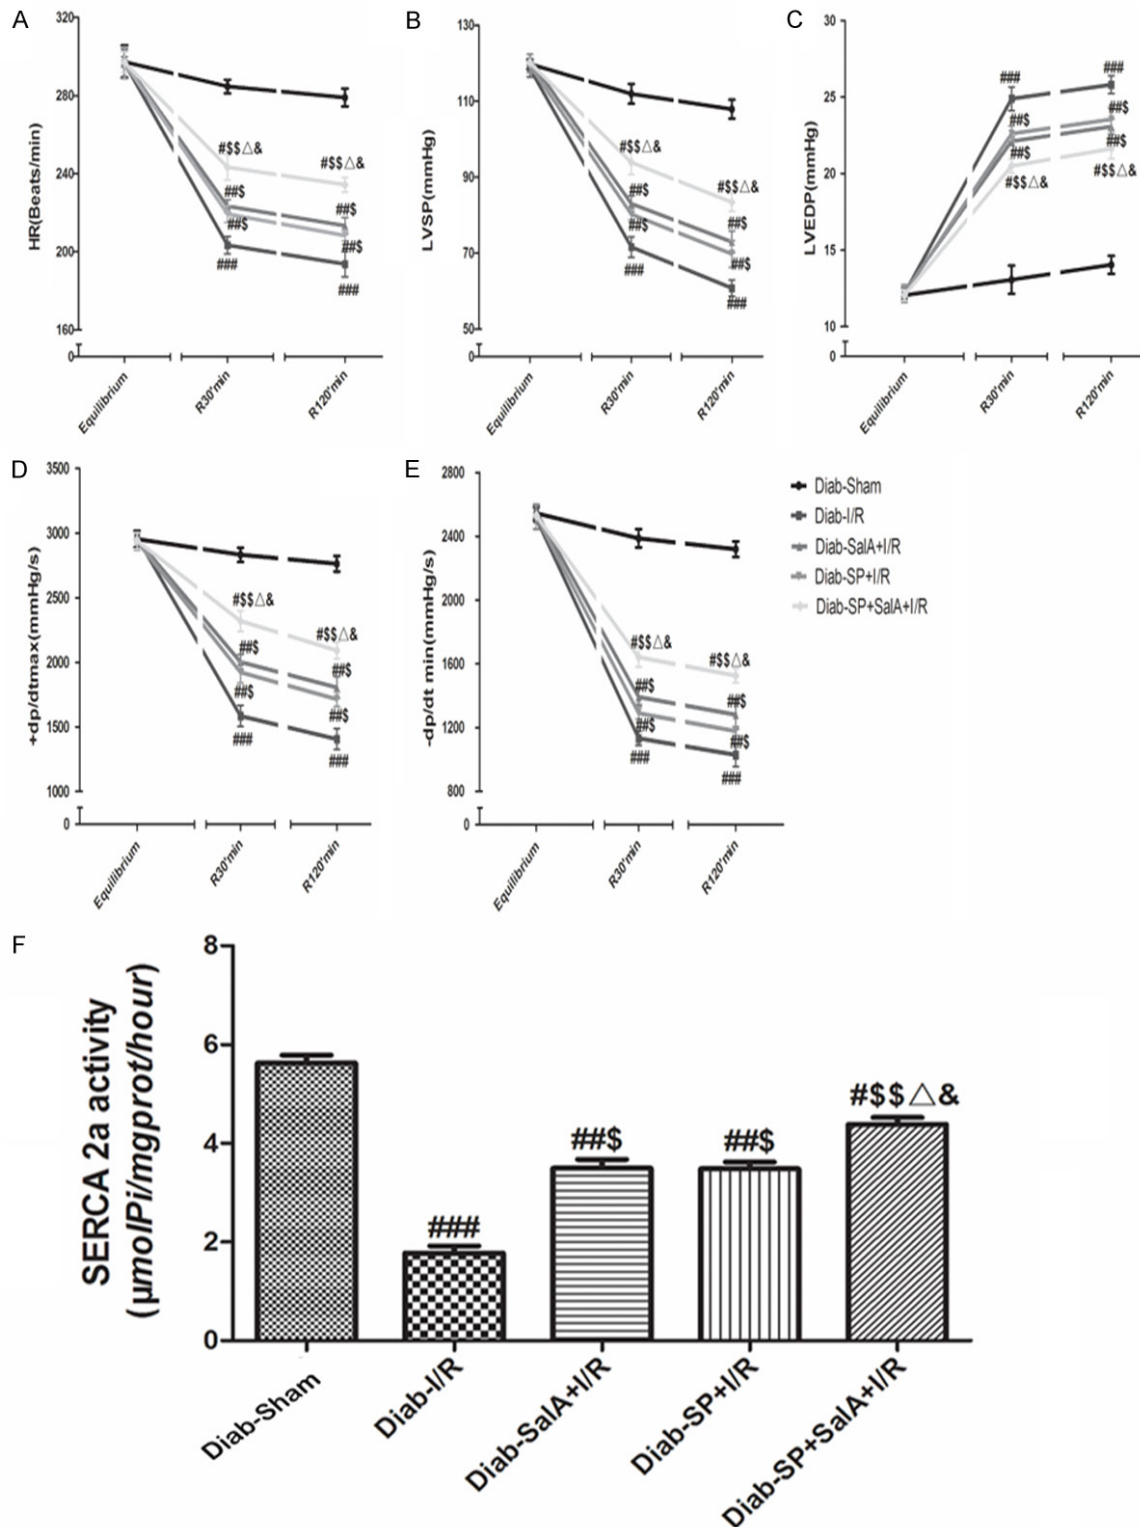 A
HR(Beats/min)
320
280
240
200
160
0
#$$△&
#$$△&
##$
##$
##$
##$
###
###
Equilibrium
R30'min
R120'min
B
LVSP(mmHg)
130
110
90
70
50
0
#$$△&
#$$△&
##$
##$
##$
##$
###
###
Equilibrium
R30'min
R120'min
C
LVEDP(mmHg)
30
25
20
15
10
0
###
###
##$
##$
##$
##$
#$$△&
#$$△&
Equilibrium
R30'min
R120'min
D
+dp/dtmax(mmHg/s)
3500
3000
2500
2000
1500
1000
0
#$$△&
#$$△&
##$
##$
##$
##$
###
###
Equilibrium
R30'min
R120'min
E
-dp/dt min(mmHg/s)
2800
2400
2000
1600
1200
800
0
#$$△&
#$$△&
##$
##$
##$
##$
###
###
Equilibrium
R30'min
R120'min
Diab-Sham
Diab-I/R
Diab-SalA+I/R
Diab-SP+I/R
Diab-SP+SalA+I/R
F
SERCA 2a activity
(µmolPi/mgprot/hour)
8
6
4
2
0
###
##$
##$
#$$△&
Diab-Sham
Diab-I/R
Diab-SalA+I/R
Diab-SP+I/R
Diab-SP+SalA+I/R